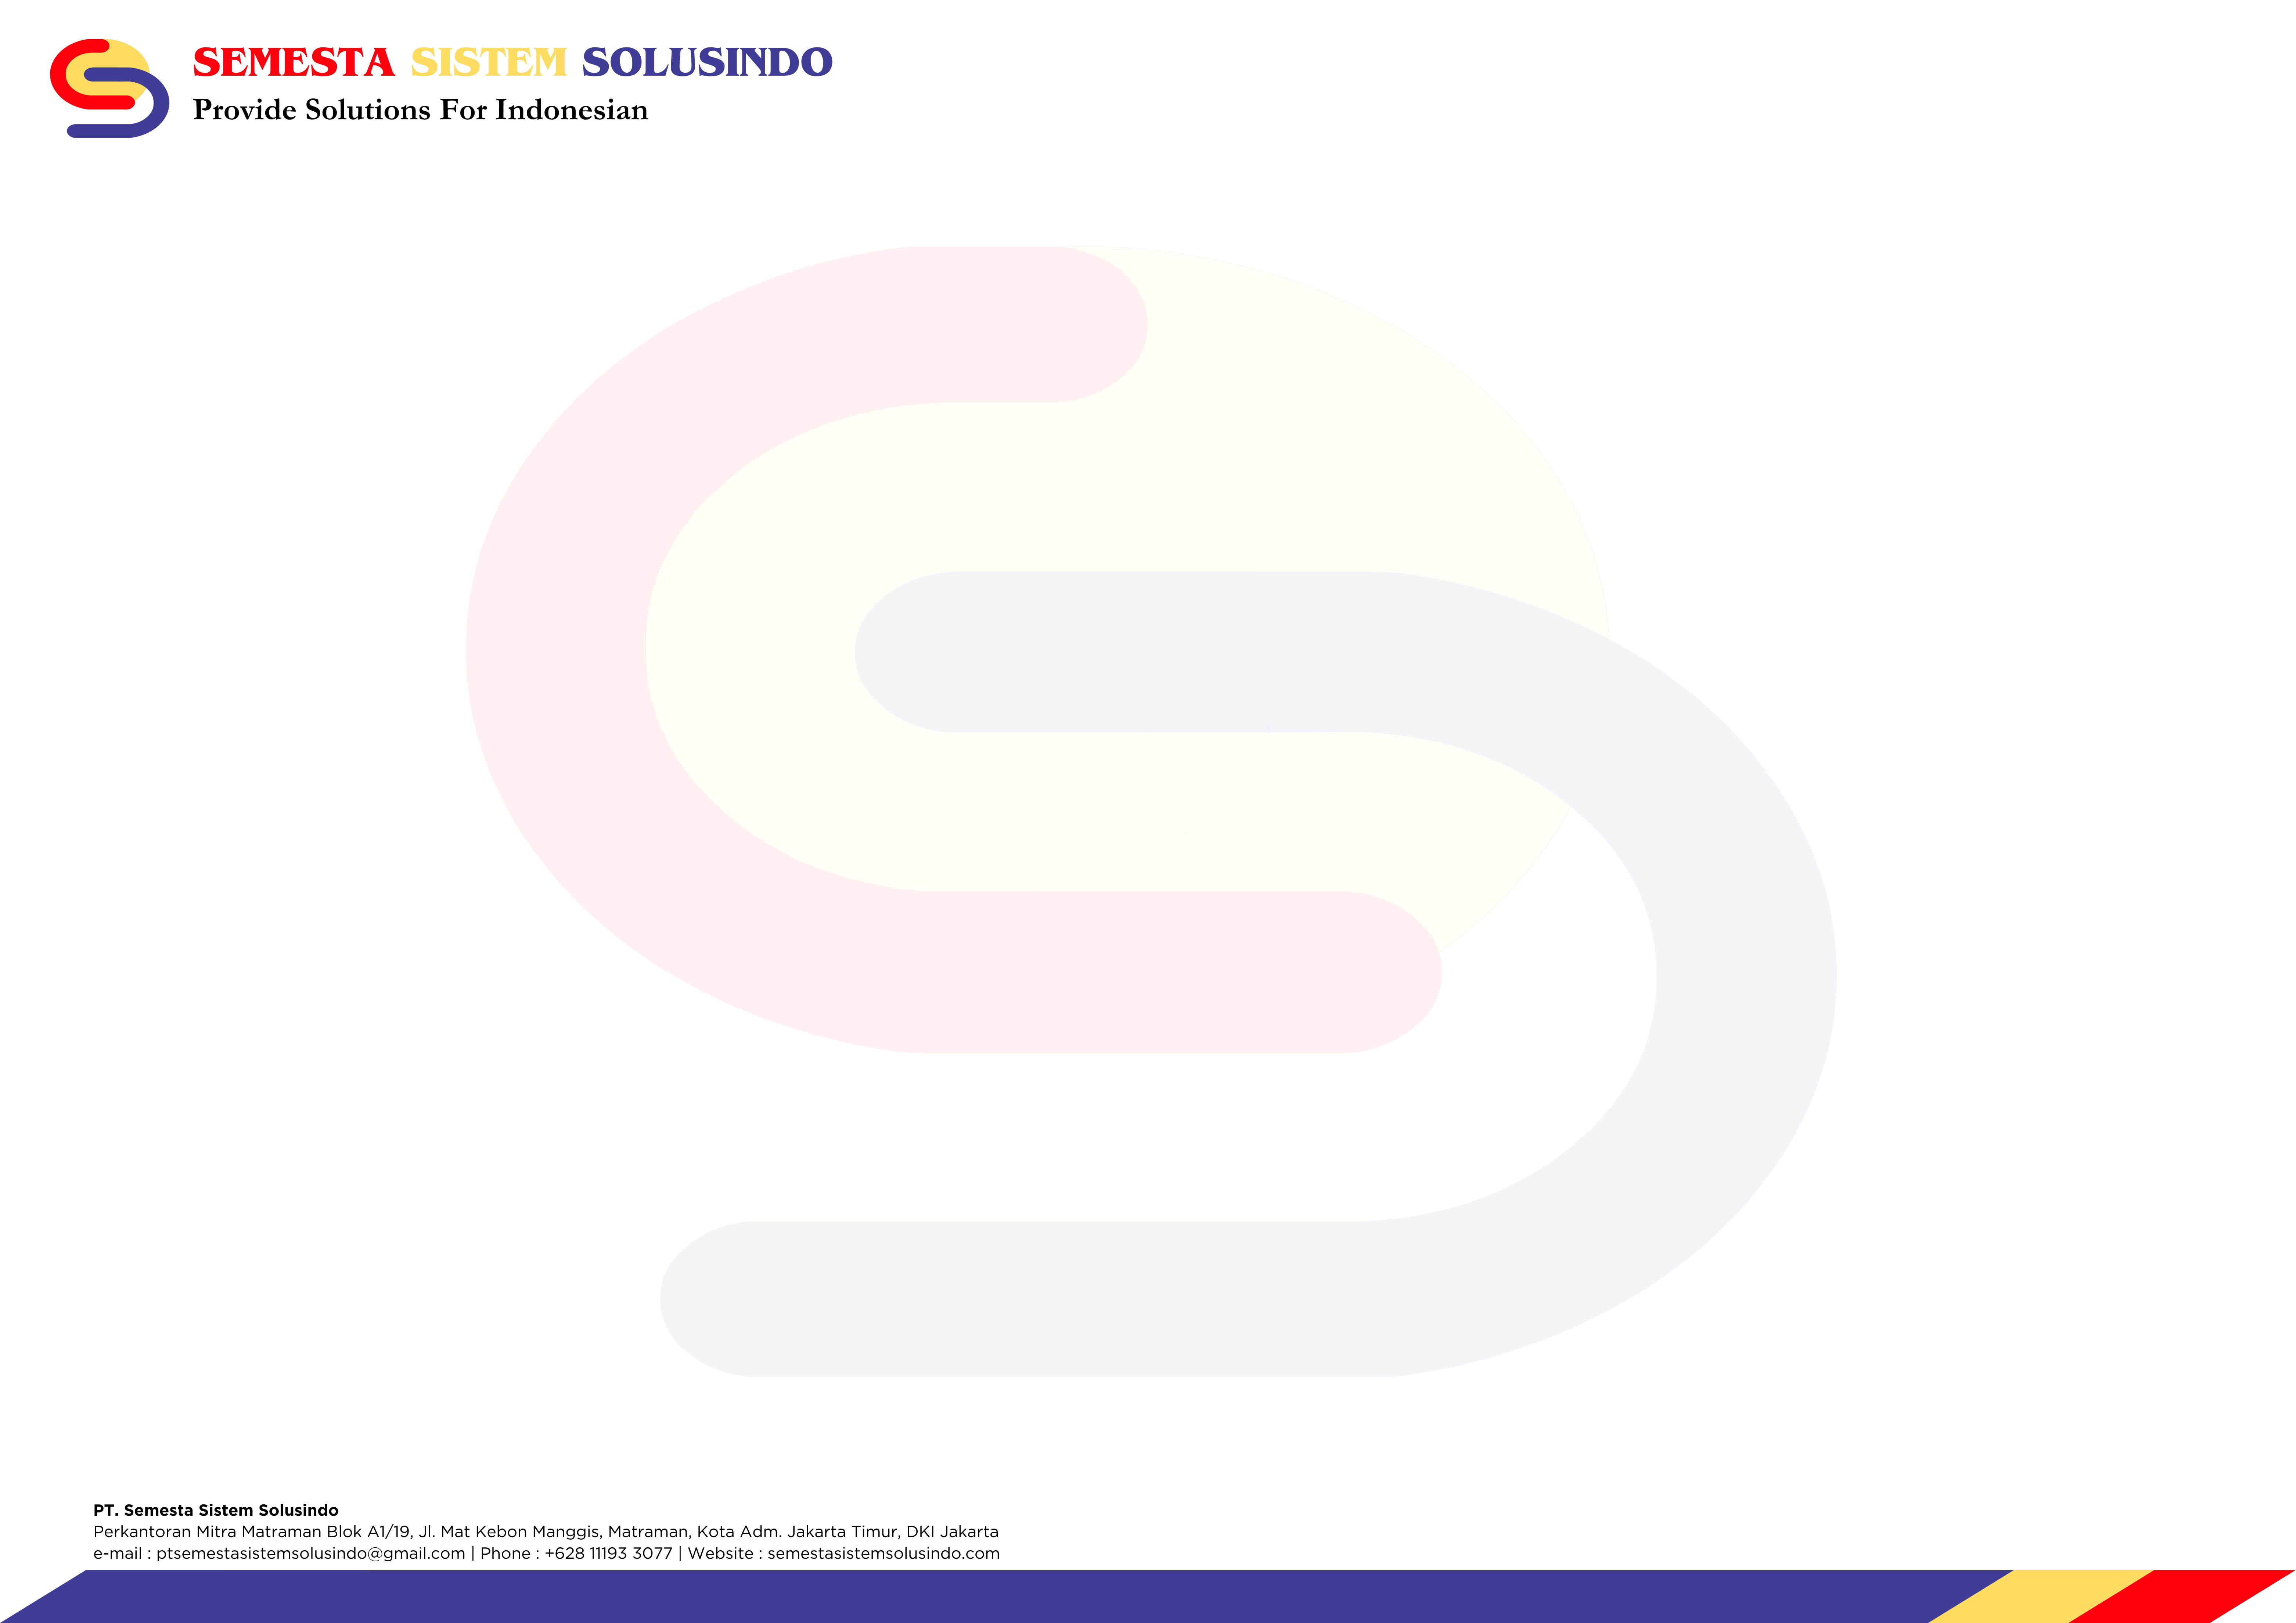 SEMESTA SISTEM SOLUSINDO
Provide Solutions For Indonesian
PT. Semesta Sistem Solusindo
Perkantoran Mitra Matraman Blok A1/19, Jl. Mat Kebon Manggis, Matraman, Kota Adm. Jakarta Timur, DKI Jakarta
e-mail : ptsemestasistemsolusindo@gmail.com | Phone : +628 11193 3077 | Website : semestasistemsolusindo.com